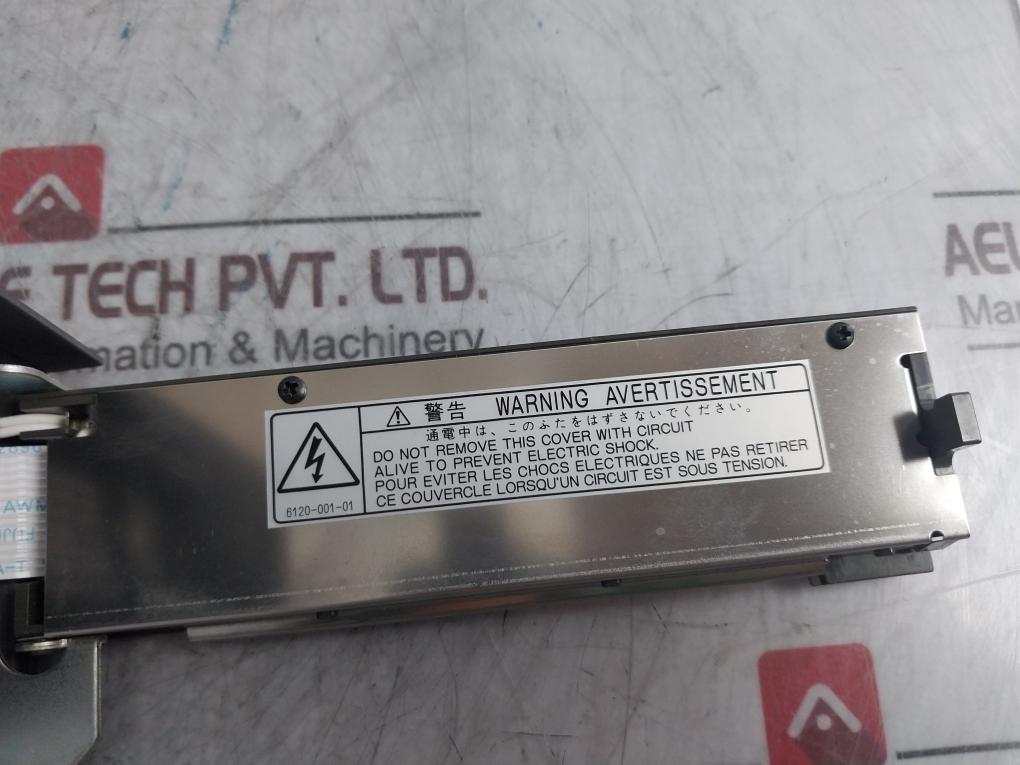 TECH PVT. LTD.
mation & Machinery
AEL
Man
警告 WARNING AVERTISSEMENT
通電中は、このふたをはずさないでください。
DO NOT REMOVE THIS COVER WITH CIRCUIT
ALIVE TO PREVENT ELECTRIC SHOCK.
POUR EVITER LES CHOCS ELECTRIQUES NE PAS RETIRER
CE COUVERCLE LORSQU'UN CIRCUIT EST SOUS TENSION.
6120-001-01
AWM